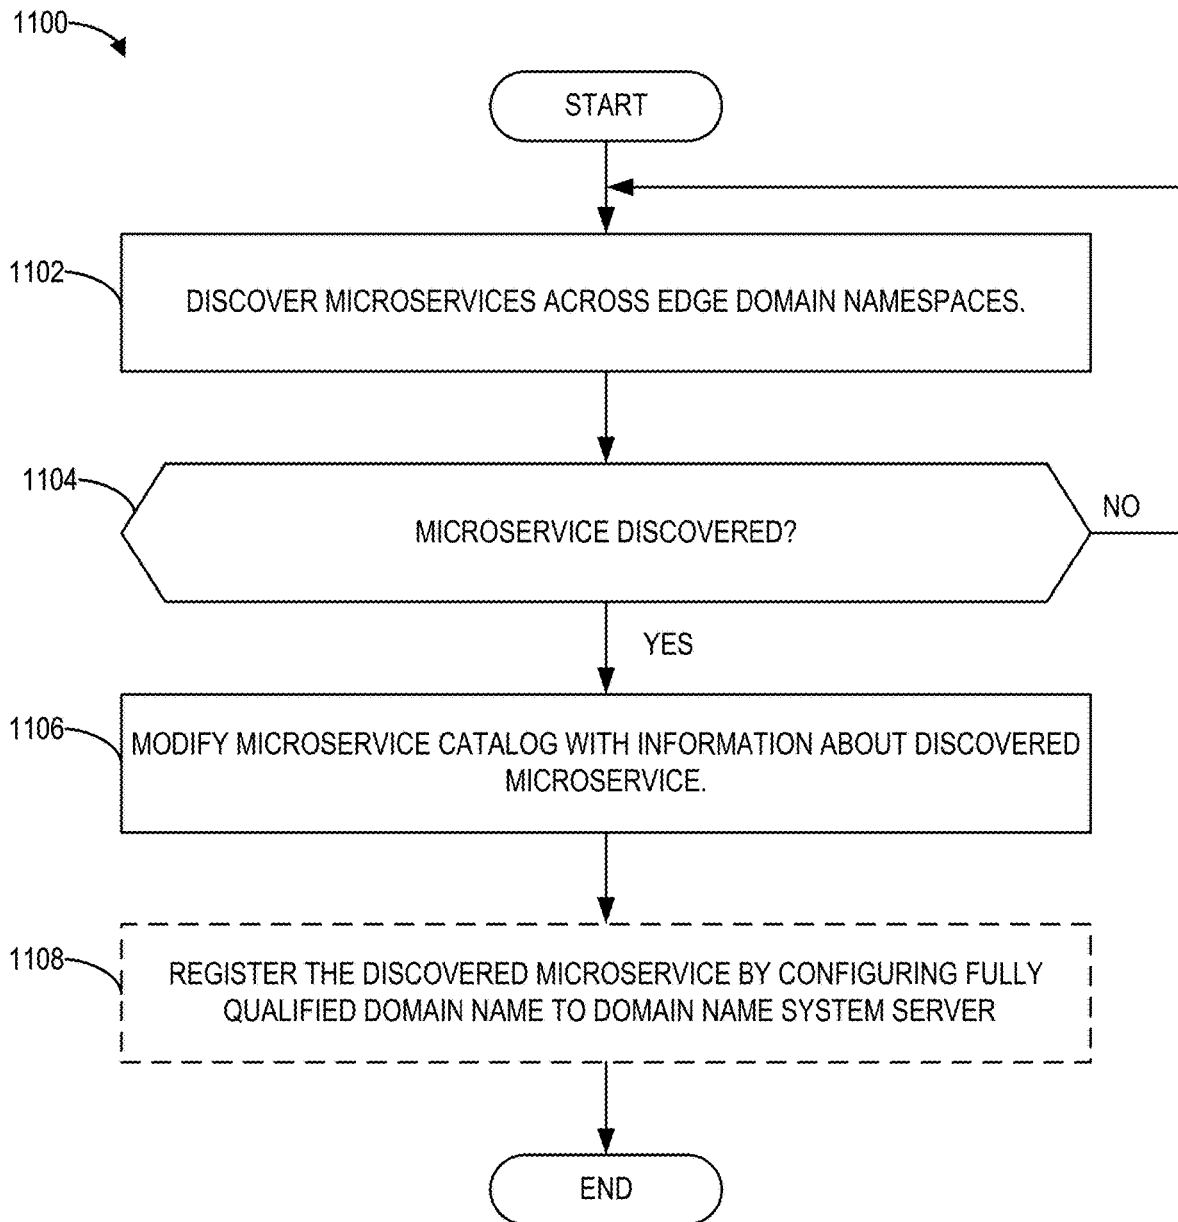 1100
START
1102
DISCOVER MICROSERVICES ACROSS EDGE DOMAIN NAMESPACES.
1104
MICROSERVICE DISCOVERED?
NO
YES
1106
MODIFY MICROSERVICE CATALOG WITH INFORMATION ABOUT DISCOVERED
MICROSERVICE.
1108
REGISTER THE DISCOVERED MICROSERVICE BY CONFIGURING FULLY
QUALIFIED DOMAIN NAME TO DOMAIN NAME SYSTEM SERVER
END